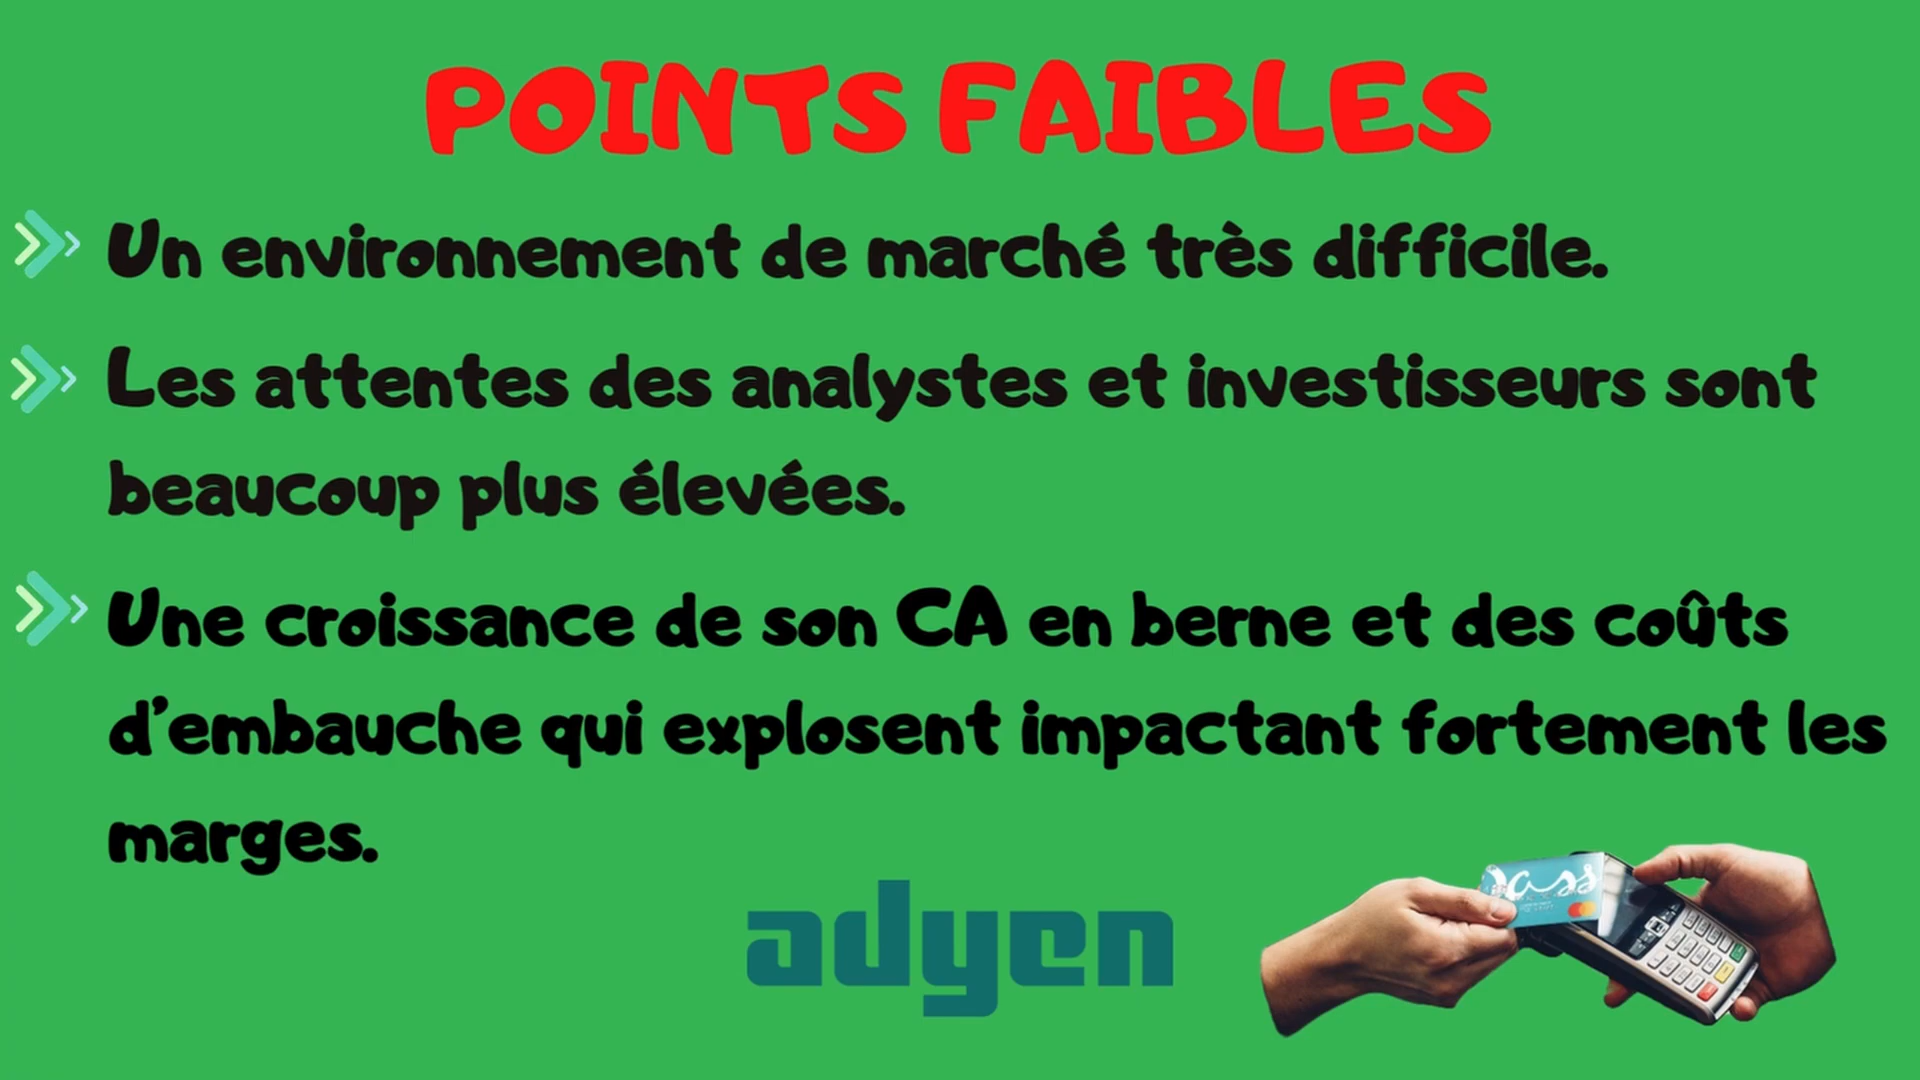 POINTS FAIBLES
Un environnement de marché très difficile.
Les attentes des analystes et investisseurs sont
beaucoup plus élevées.
Une croissance de son CA en berne et des coûts
d’embauche qui explosent impactant fortement les
marges.
adyen